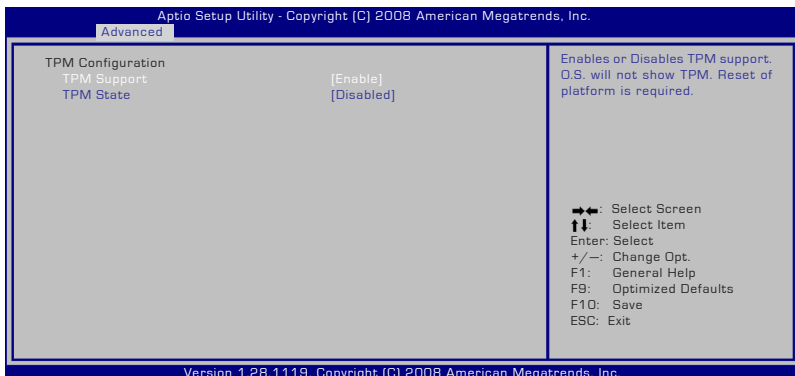 Aptio Setup Utility - Copyright (C) 2008 American Megatrends, Inc.
Advanced
TPM Configuration
TPM Support [Enable]
TPM State [Disabled]
Enables or Disables TPM support.
O.S. will not show TPM. Reset of
platform is required.
→←: Select Screen
↑↓: Select Item
Enter: Select
+/−: Change Opt.
F1: General Help
F9: Optimized Defaults
F10: Save
ESC: Exit
Version 1.28.1119. Copyright (C) 2008 American Megatrends, Inc.